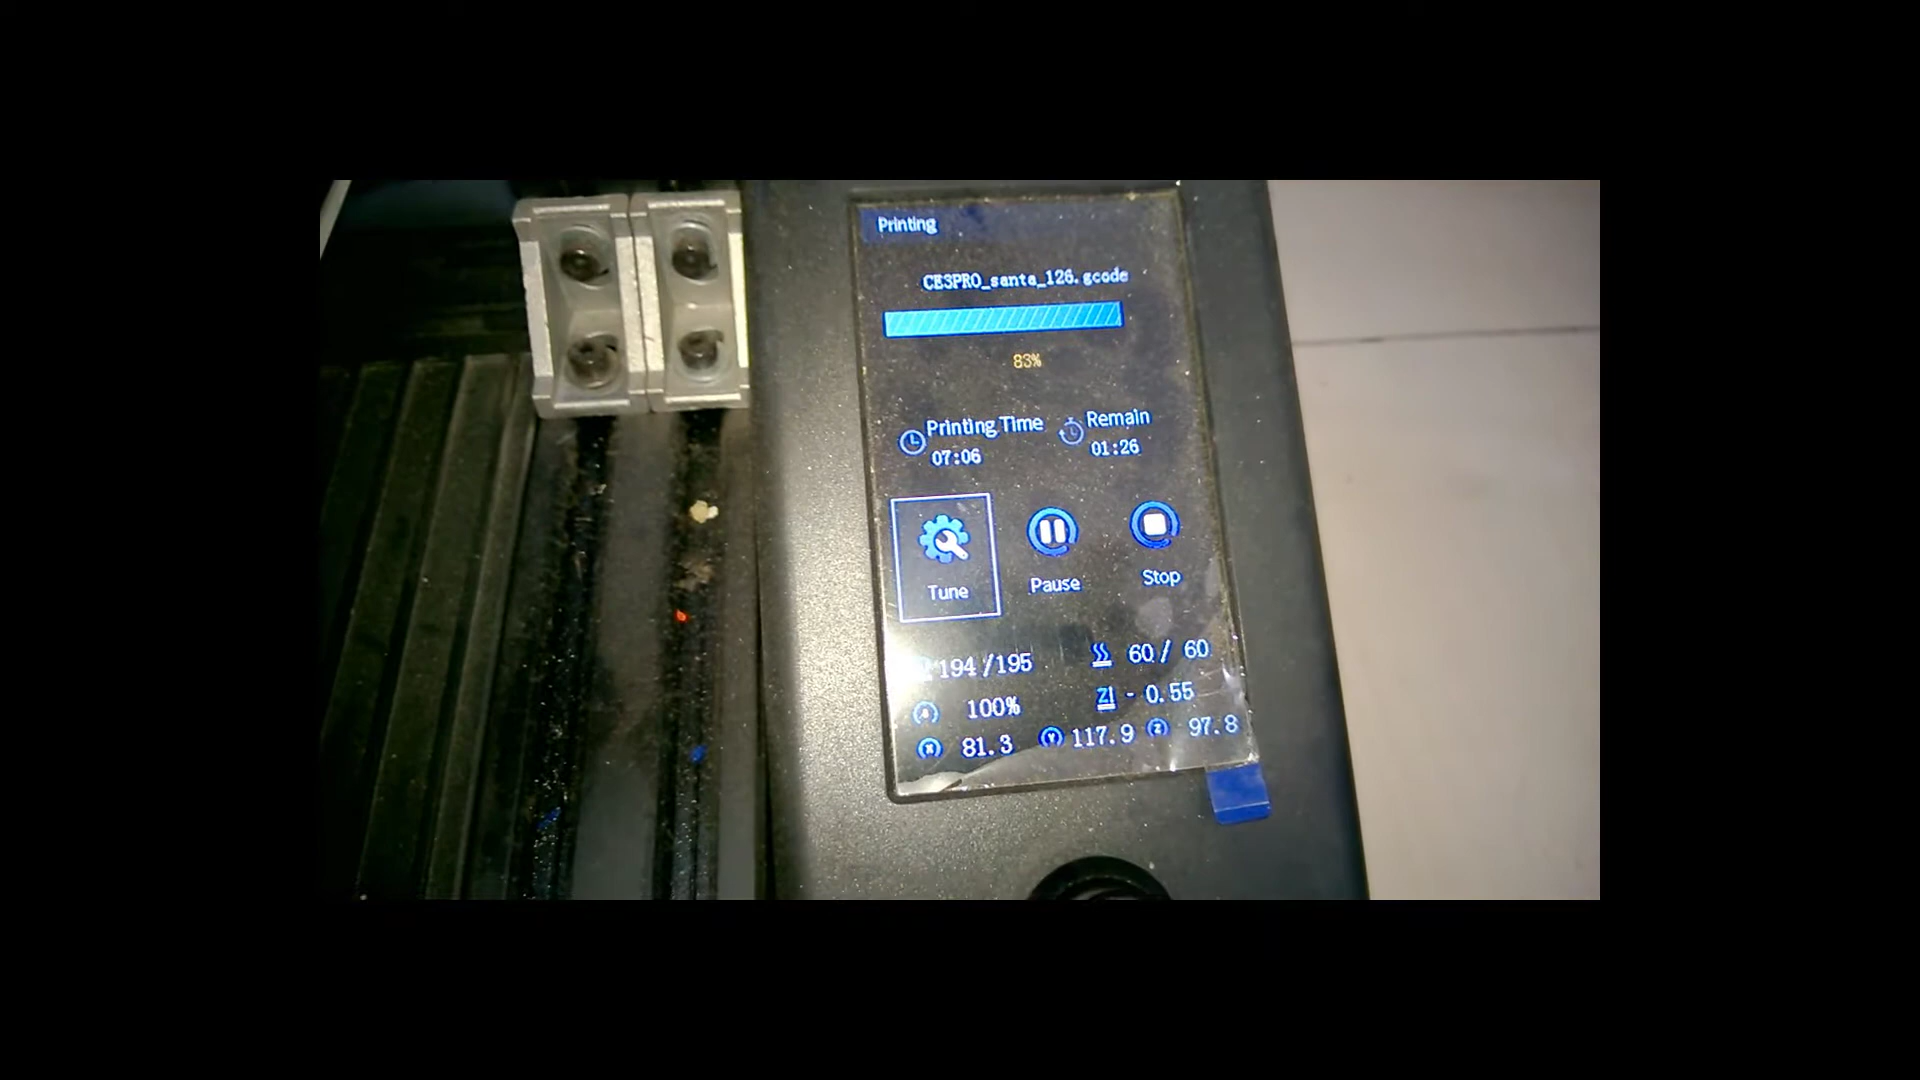 Printing
CE3PRO_santa_126.gcode
83%
Printing Time Remain
07:06 01:26
Tune Pause Stop
194 /195 60 / 60
100% Z - 0.55
X 81.3 Y 117.9 Z 97.8